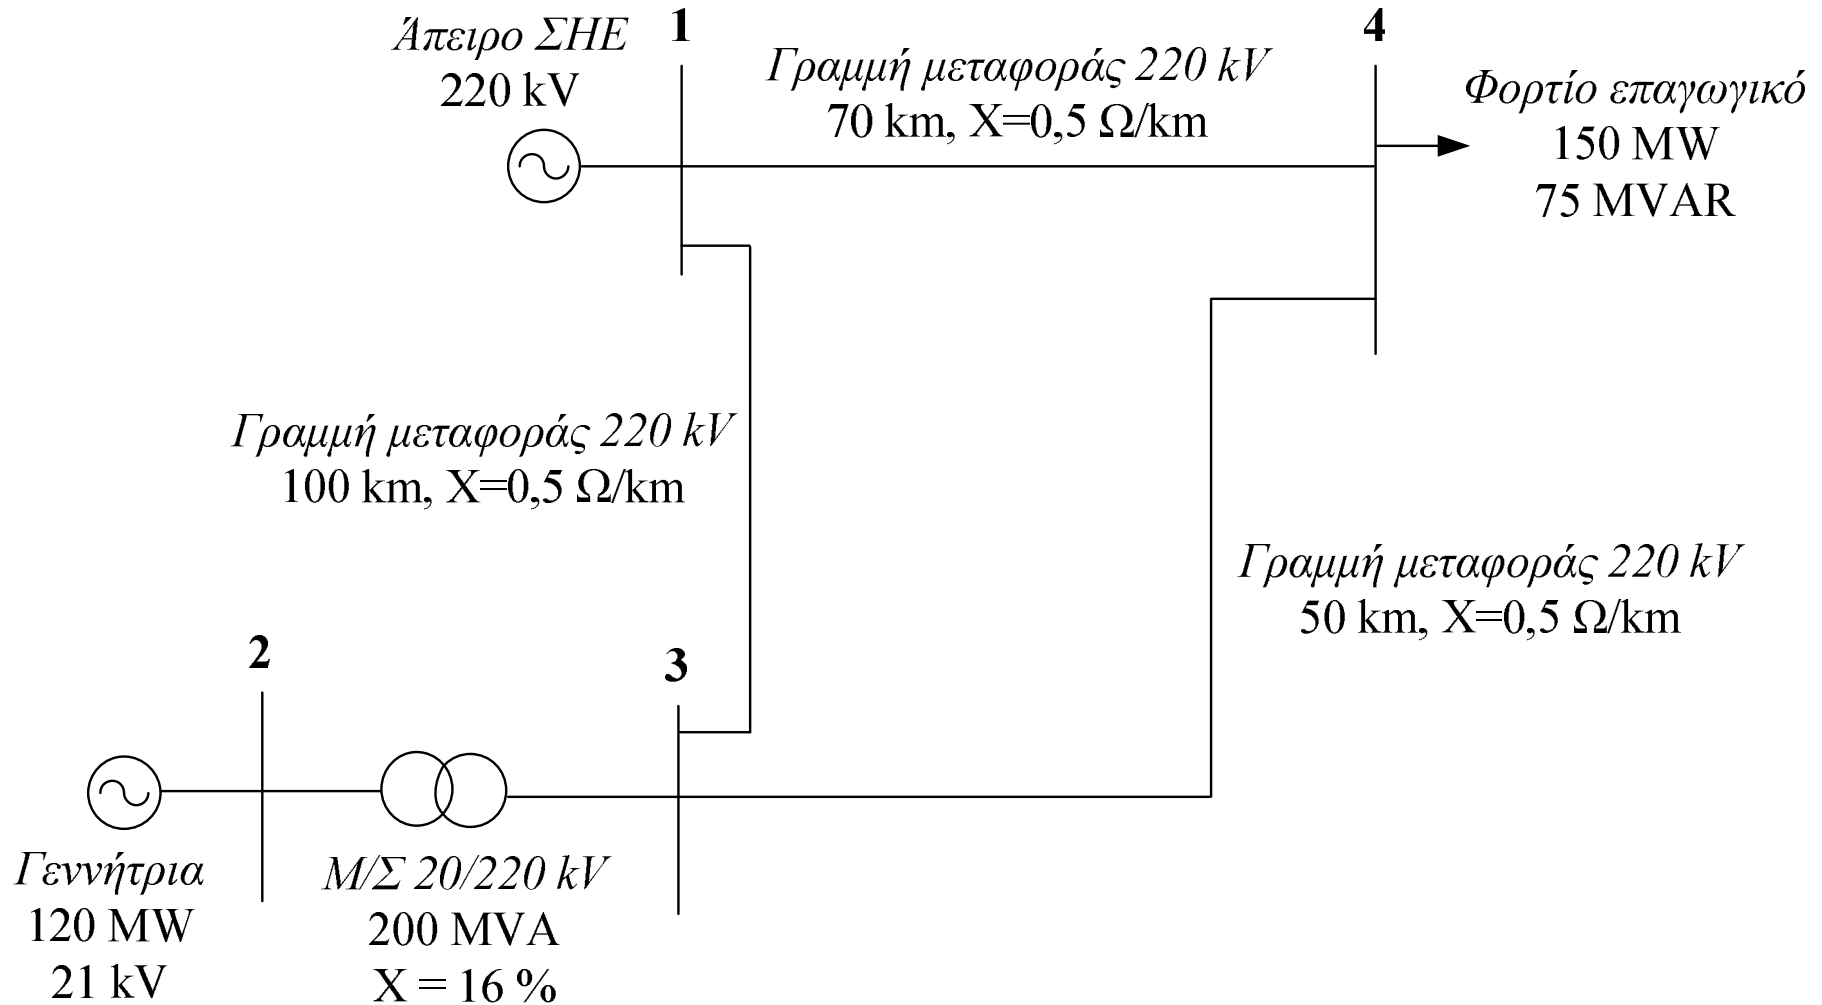 Άπειρο ΣΗΕ
220 kV
1
Γραμμή μεταφοράς 220 kV
70 km, X=0,5 Ω/km
4
Φορτίο επαγωγικό
150 MW
75 MVAR
Γραμμή μεταφοράς 220 kV
100 km, X=0,5 Ω/km
Γραμμή μεταφοράς 220 kV
50 km, X=0,5 Ω/km
2
3
Γεννήτρια
120 MW
21 kV
Μ/Σ 20/220 kV
200 MVA
X = 16 %